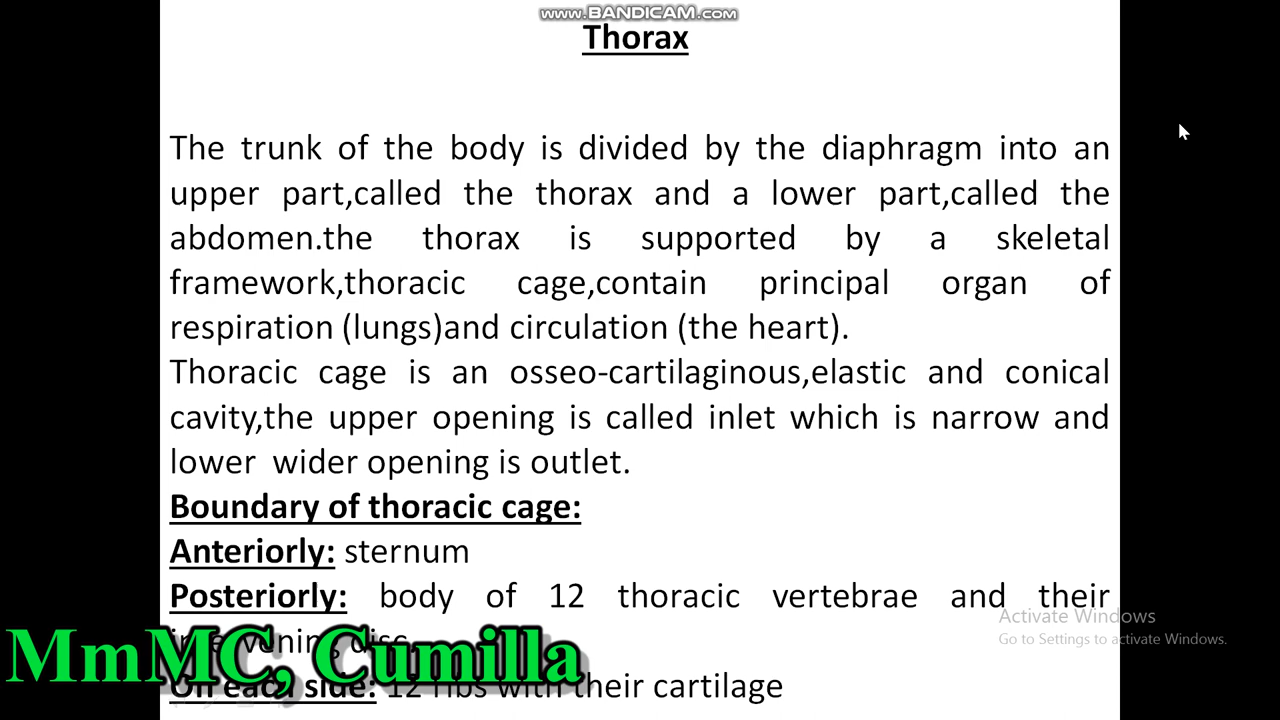 www.BANDICAM.com
Thorax
The trunk of the body is divided by the diaphragm into an
upper part,called the thorax and a lower part,called the
abdomen.the thorax is supported by a skeletal
framework,thoracic cage,contain principal organ of
respiration (lungs)and circulation (the heart).
Thoracic cage is an osseo-cartilaginous,elastic and conical
cavity,the upper opening is called inlet which is narrow and
lower wider opening is outlet.
Boundary of thoracic cage:
Anteriorly: sternum
Posteriorly: body of 12 thoracic vertebrae and their
intervening disc
On each side: 12 ribs with their cartilage
MmMC, Cumilla
Activate Windows
Go to Settings to activate Windows.